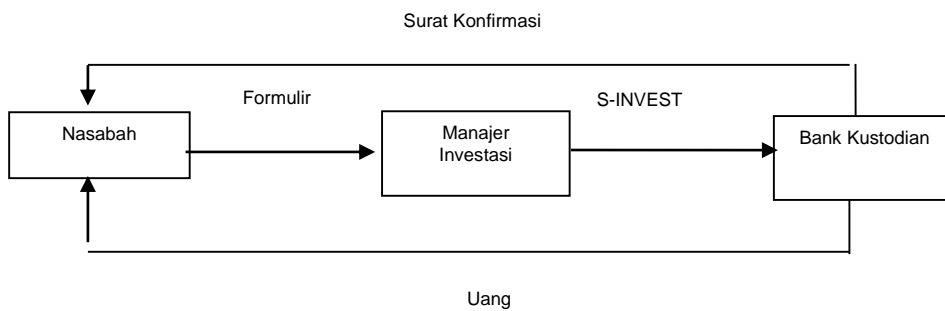 Surat Konfirmasi
Formulir
S-INVEST
Nasabah
Manajer
Investasi
Bank Kustodian
Uang